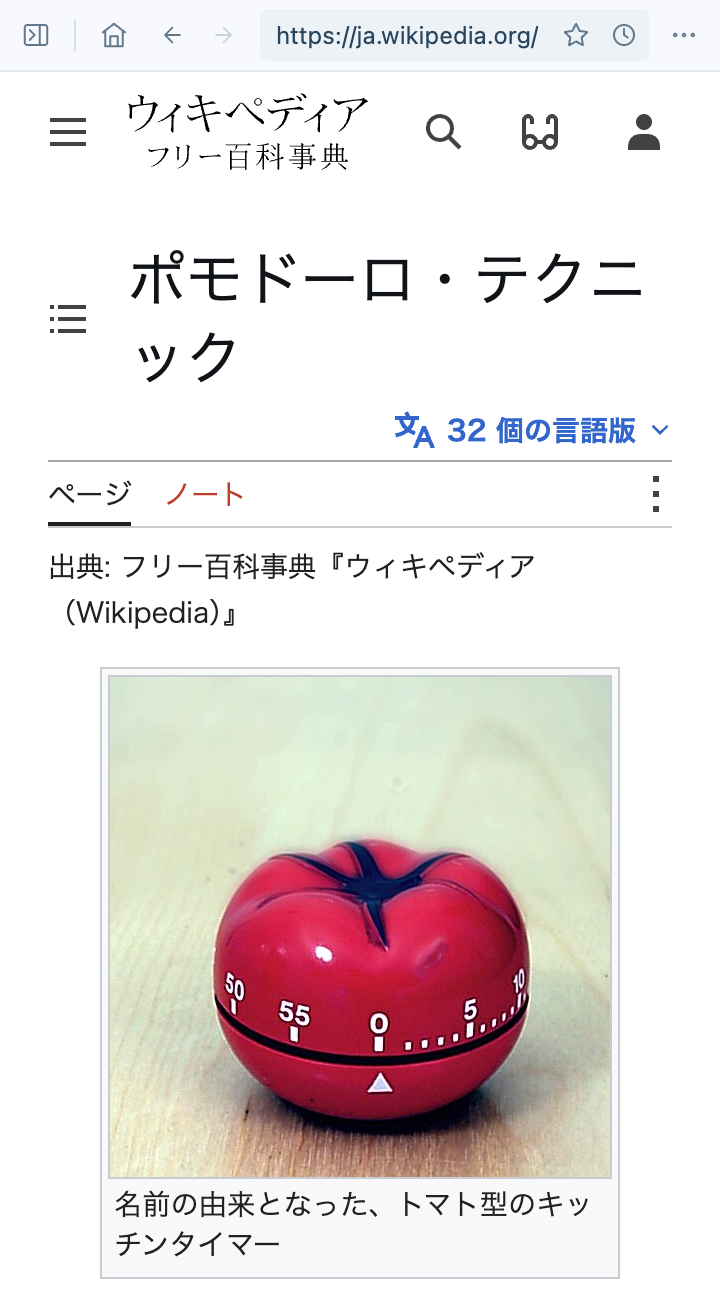 https://ja.wikipedia.org/
ウィキペディア
フリー百科事典
ポモドーロ・テクニ
ック
文A 32 個の言語版
ページ ノート
出典: フリー百科事典『ウィキペディア
（Wikipedia）』
50 55 0 5 10
名前の由来となった、トマト型のキッ
チンタイマー